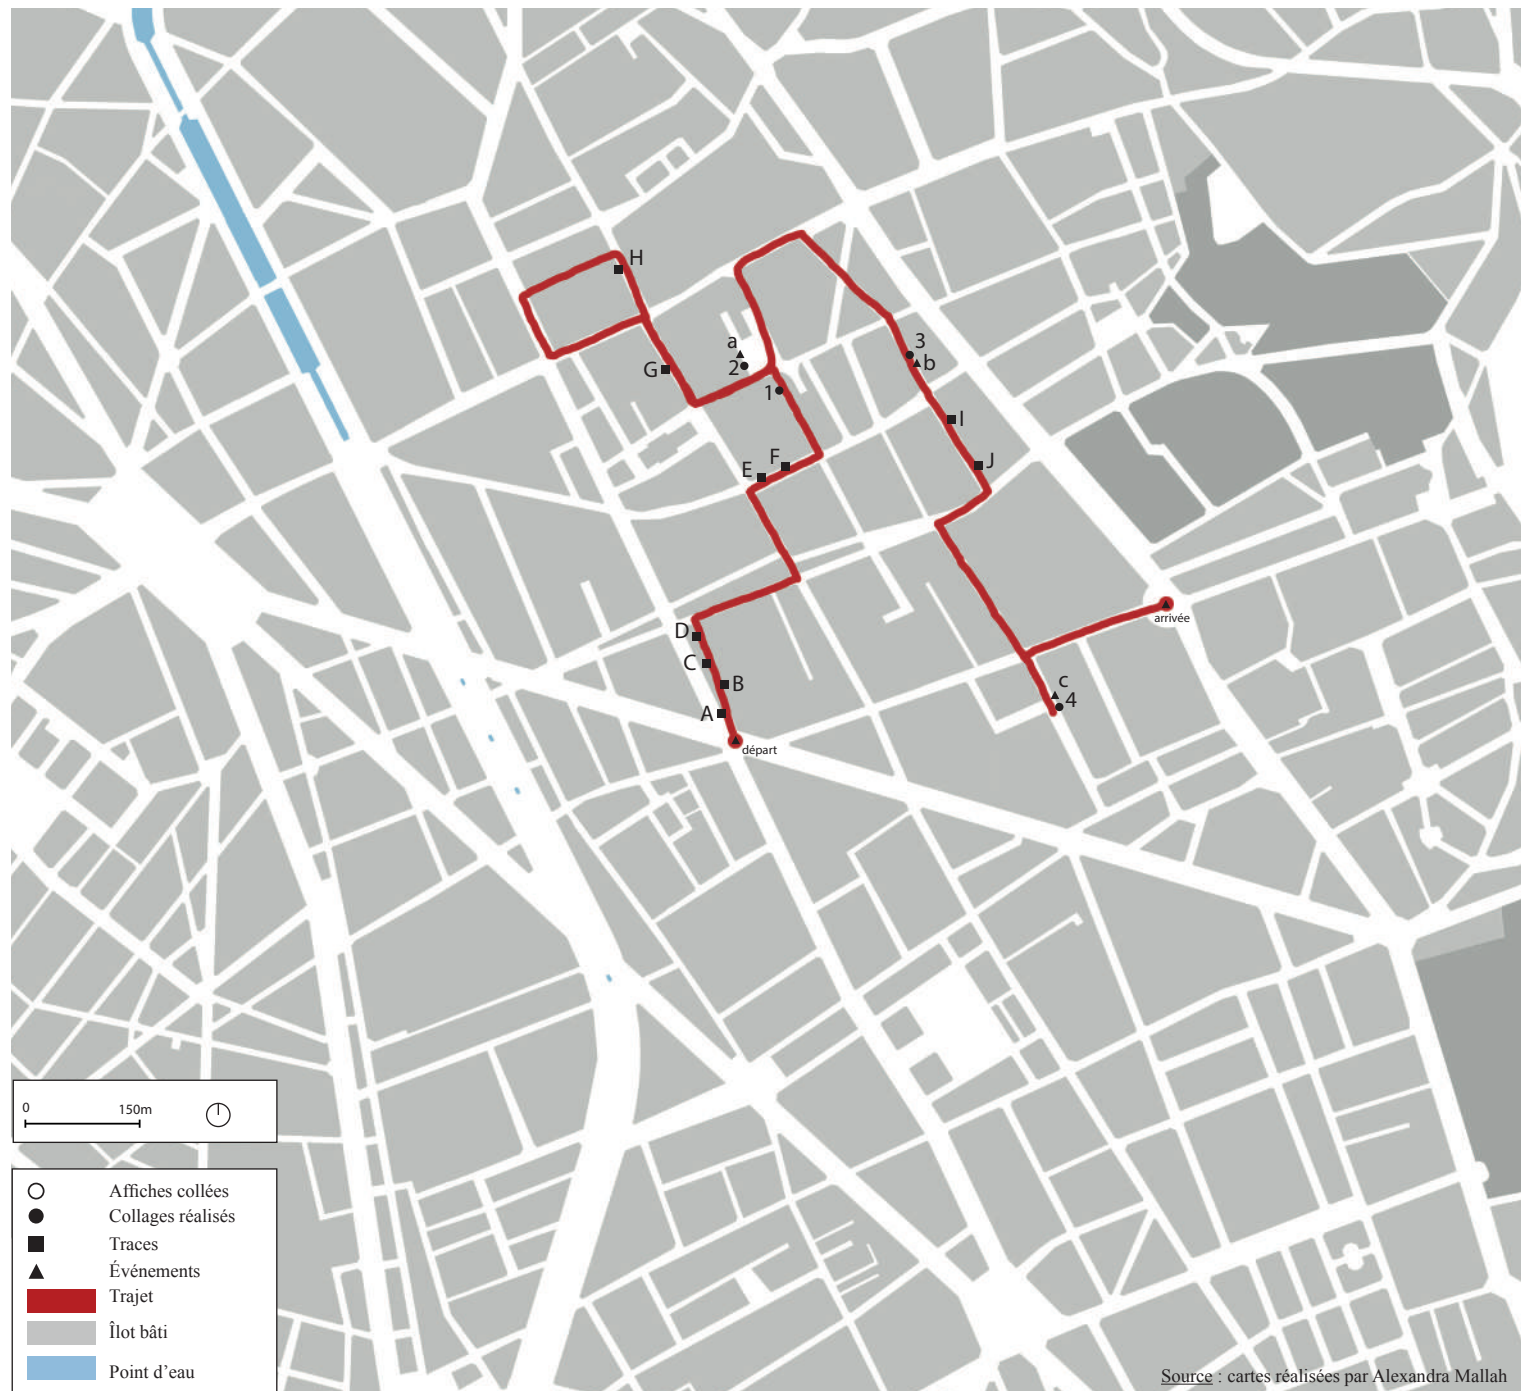 H
a
2
G
1
3
b
I
J
F
E
arrivée
D
C
B
A
départ
c
4
0 150m
Affiches collées
Collages réalisés
Traces
Événements
Trajet
Îlot bâti
Point d’eau
Source : cartes réalisées par Alexandra Mallah